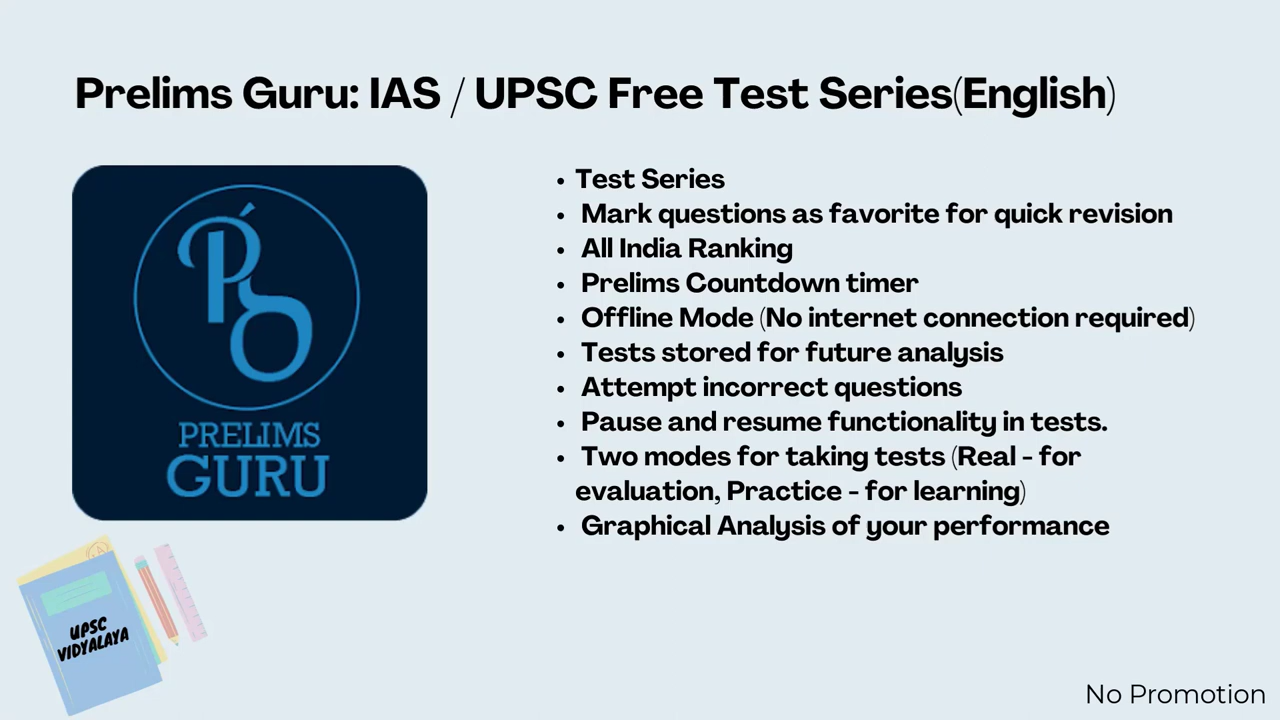 Prelims Guru: IAS / UPSC Free Test Series(English)
PG
PRELIMS
GURU
• Test Series
• Mark questions as favorite for quick revision
• All India Ranking
• Prelims Countdown timer
• Offline Mode (No internet connection required)
• Tests stored for future analysis
• Attempt incorrect questions
• Pause and resume functionality in tests.
• Two modes for taking tests (Real - for
evaluation, Practice - for learning)
• Graphical Analysis of your performance
UPSC
VIDYALAYA
No Promotion